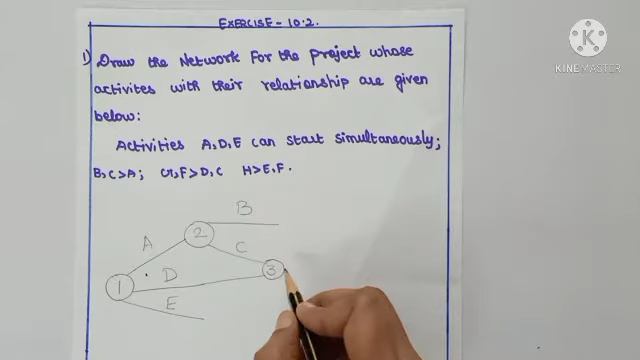 EXERCISE - 10.2.
1) Draw the Network for the project whose
activites with their relationship are given
below:
Activities A,D,E can start simultaneously;
B,C>A; G,F>D,C H>E,F.
B
A
2
C
D
3
1
E
K
KINEMASTER